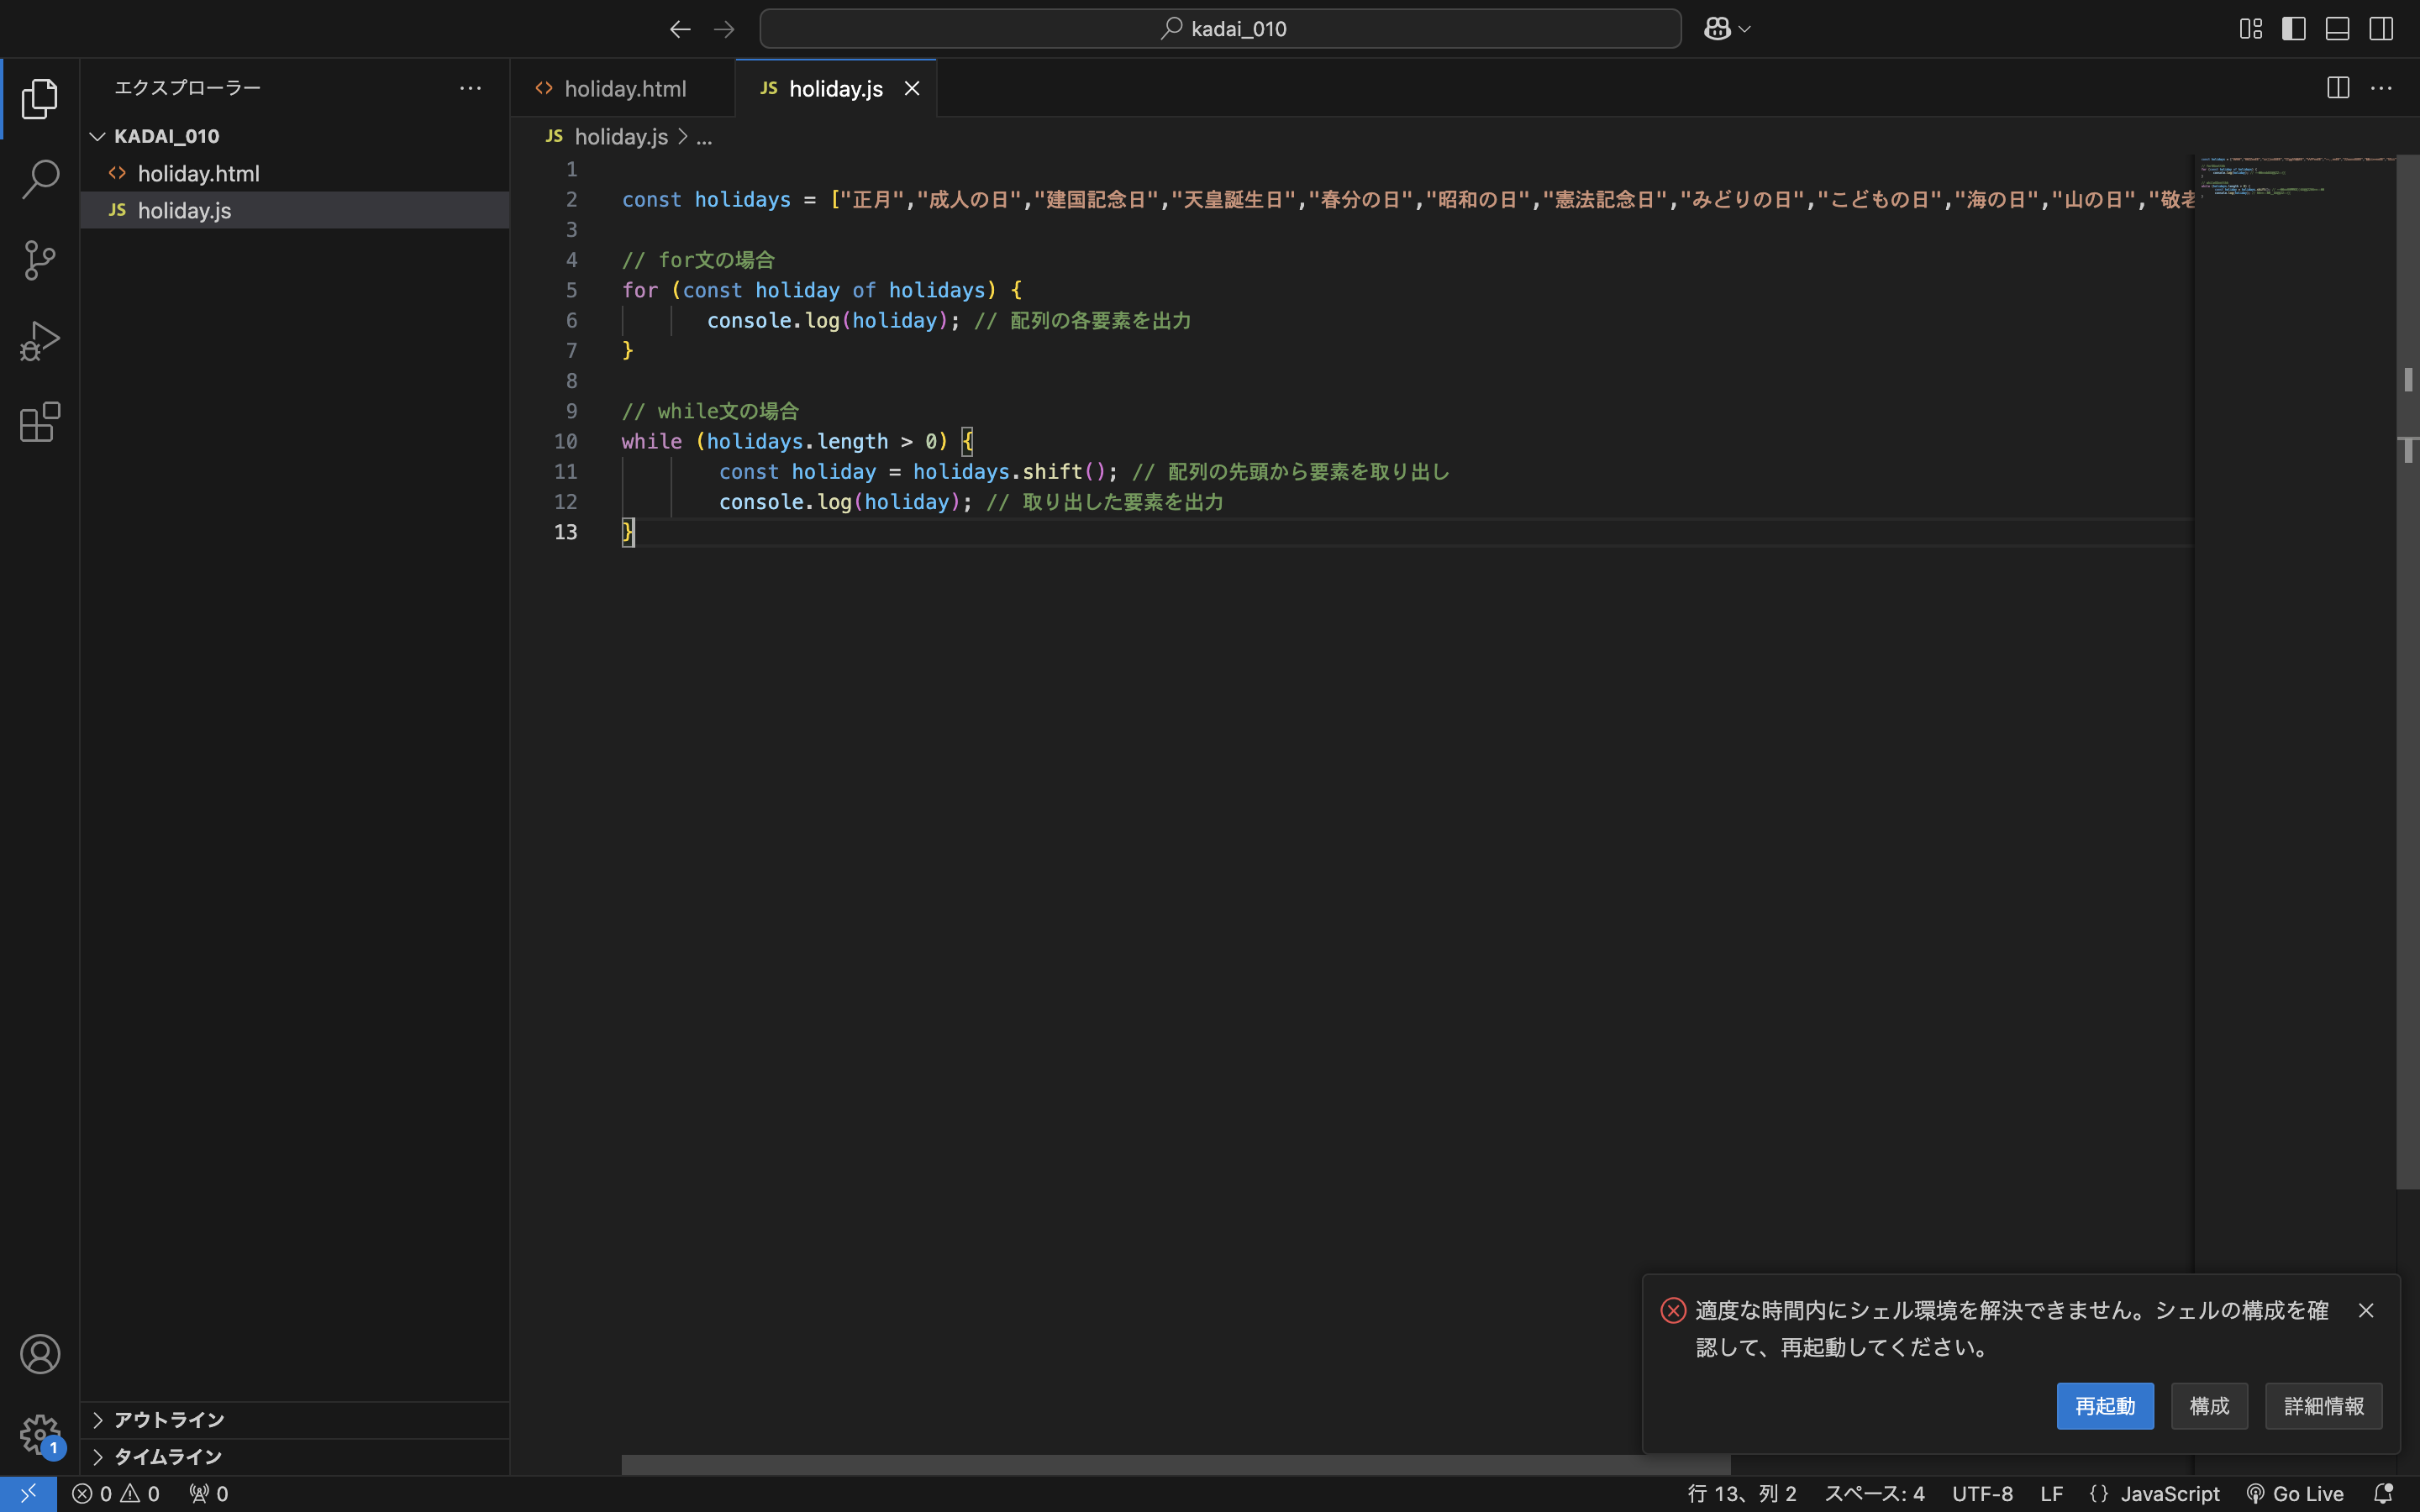 kadai_010
エクスプローラー
KADAI_010
holiday.html
JS holiday.js
アウトライン
タイムライン
holiday.html
JS holiday.js
JS holiday.js > ...
1
2 const holidays = ["正月","成人の日","建国記念日","天皇誕生日","春分の日","昭和の日","憲法記念日","みどりの日","こどもの日","海の日","山の日","敬老
3
4 // for文の場合
5 for (const holiday of holidays) {
6 console.log(holiday); // 配列の各要素を出力
7 }
8
9 // while文の場合
10 while (holidays.length > 0) {
11 const holiday = holidays.shift(); // 配列の先頭から要素を取り出し
12 console.log(holiday); // 取り出した要素を出力
13 }
適度な時間内にシェル環境を解決できません。シェルの構成を確
認して、再起動してください。
再起動 構成 詳細情報
1
0 0 0 行 13、列 2 スペース: 4 UTF-8 LF {} JavaScript Go Live